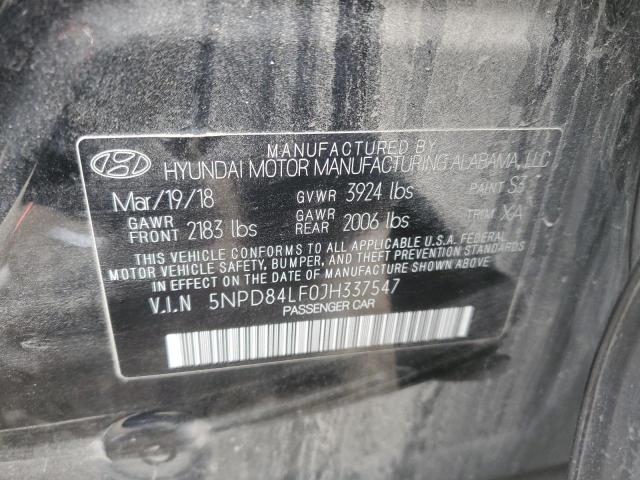 MANUFACTURED BY
HYUNDAI MOTOR MANUFACTURING ALABAMA, LLC
Mar/19/18 GVWR 3924 lbs PAINT S3
GAWR FRONT 2183 lbs GAWR REAR 2006 lbs TRIM XA
THIS VEHICLE CONFORMS TO ALL APPLICABLE U.S.A. FEDERAL
MOTOR VEHICLE SAFETY, BUMPER, AND THEFT PREVENTION STANDARDS
IN EFFECT ON THE DATE OF MANUFACTURE SHOWN ABOVE.
V.I.N 5NPD84LF0JH337547
PASSENGER CAR